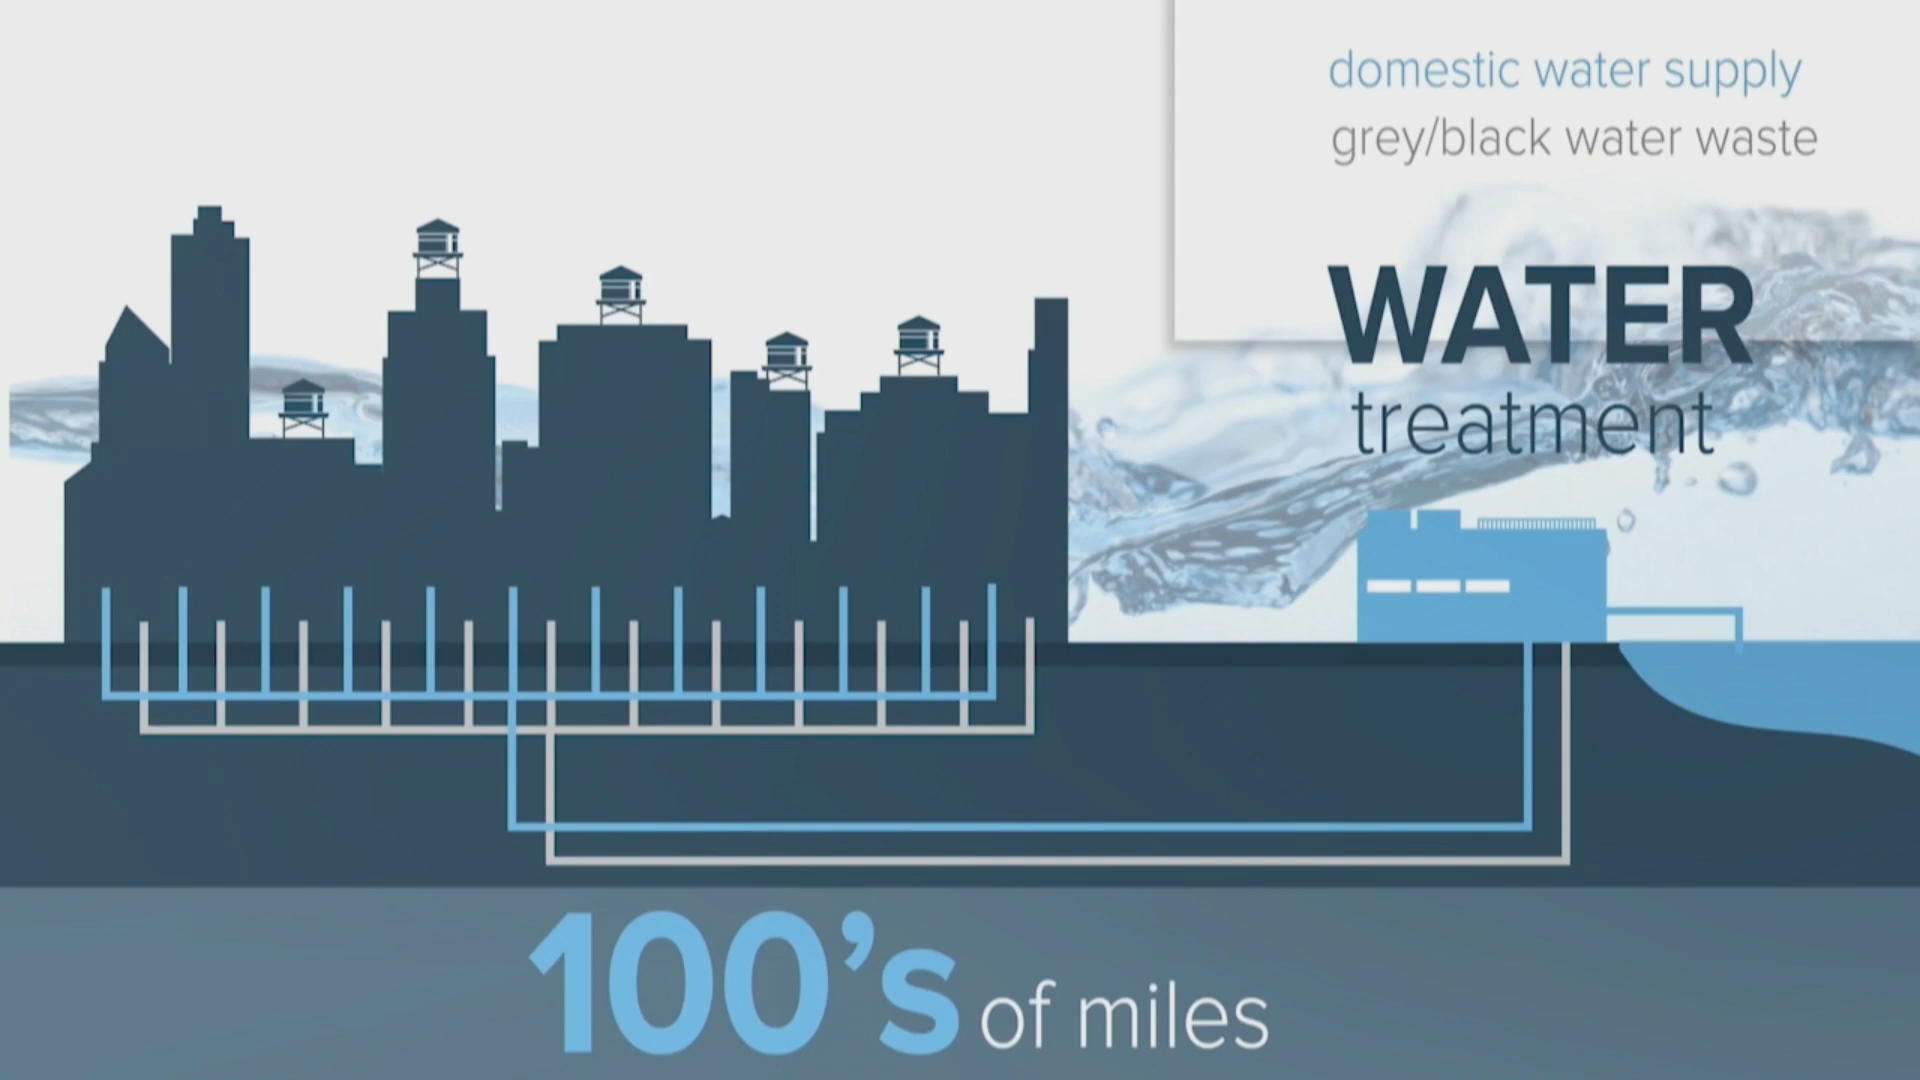 domestic water supply
grey/black water waste
WATER
treatment
100’s of miles